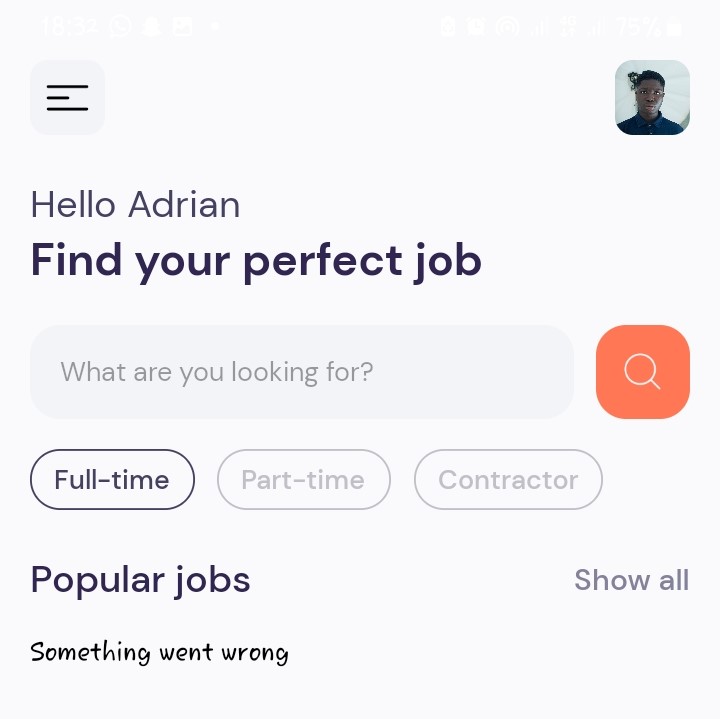 18:32 75%
Hello Adrian
Find your perfect job
What are you looking for?
Full-time Part-time Contractor
Popular jobs Show all
Something went wrong